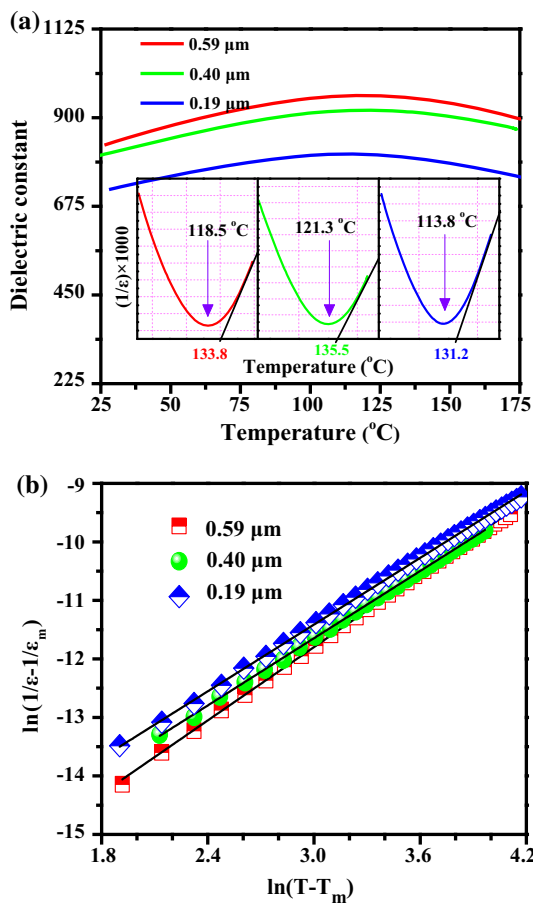 (a)
1125
900
675
450
225
Dielectric constant
0.59 μm
0.40 μm
0.19 μm
(1/ε)×1000
118.5 °C
121.3 °C
113.8 °C
133.8
135.5
131.2
Temperature (°C)
25
50
75
100
125
150
175
Temperature (°C)
(b)
-9
-10
-11
-12
-13
-14
-15
ln(1/ε-1/εm)
0.59 μm
0.40 μm
0.19 μm
1.8
2.4
3.0
3.6
4.2
ln(T-Tm)